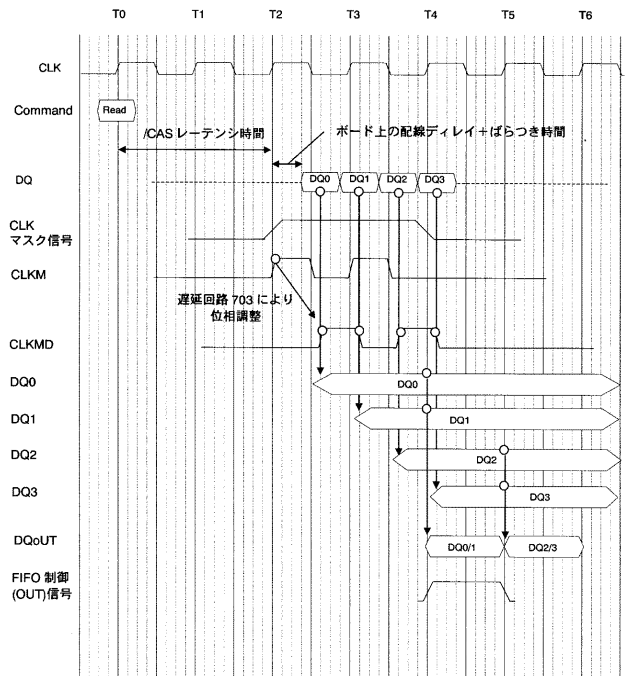 T0 T1 T2 T3 T4 T5 T6
CLK
Command Read
/CAS レーテンシ時間
ボード上の配線ディレイ＋ばらつき時間
DQ DQ0 DQ1 DQ2 DQ3
CLK
マスク信号
CLKM
遅延回路 703 により
位相調整
CLKMD
DQ0 DQ0
DQ1 DQ1
DQ2 DQ2
DQ3 DQ3
DQoUT DQ0/1 DQ2/3
FIFO 制御
(OUT)信号